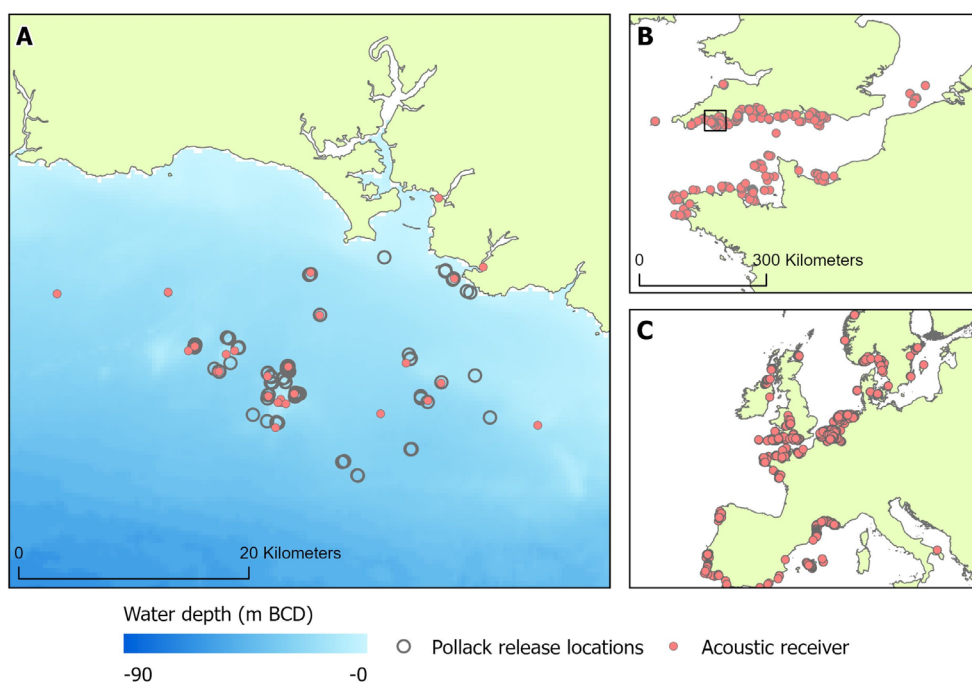 A
B
0
300 Kilometers
C
0
20 Kilometers
Water depth (m BCD)
-90
-0
Pollack release locations
Acoustic receiver